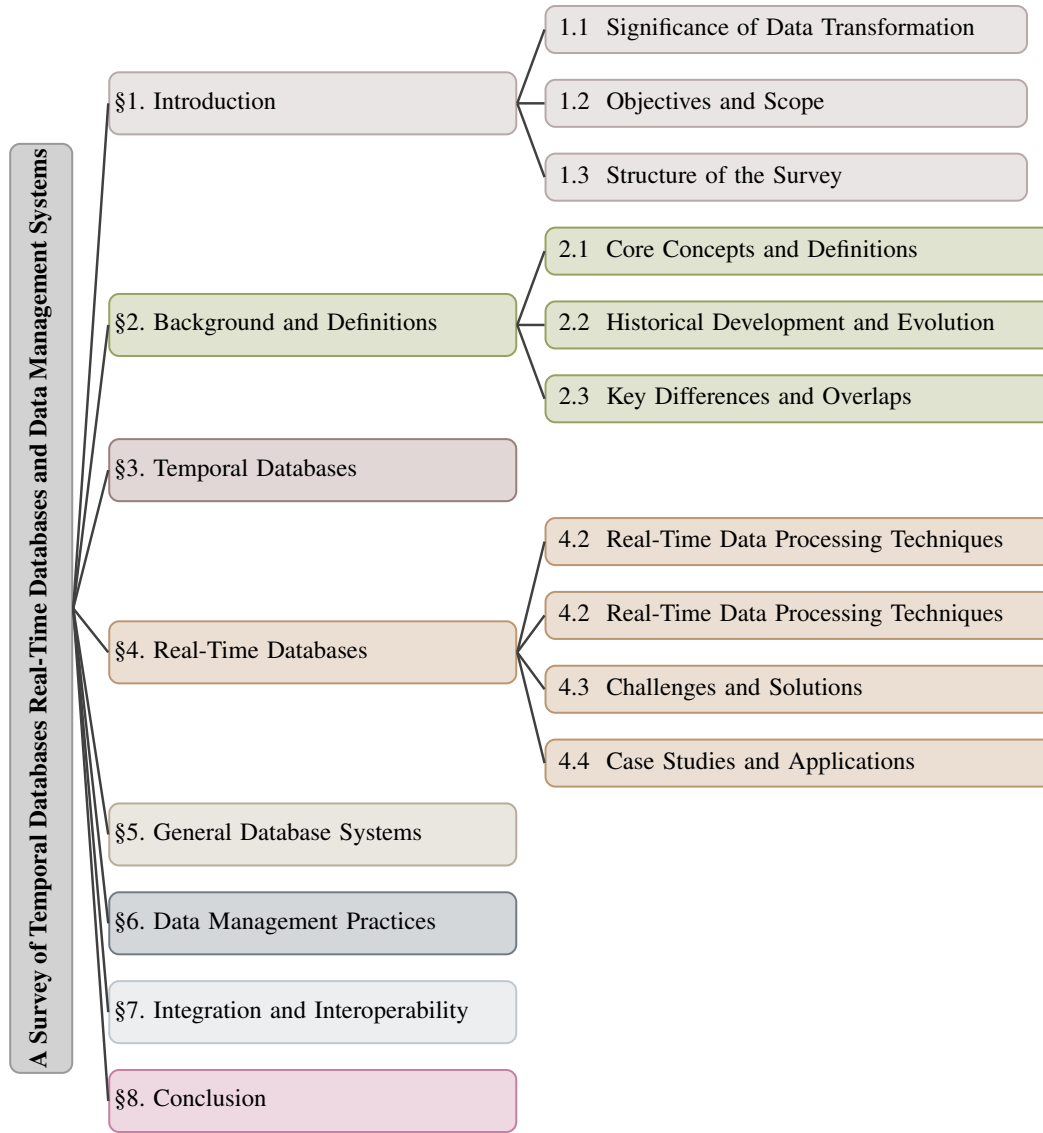 A Survey of Temporal Databases Real-Time Databases and Data Management Systems
§1. Introduction
1.1 Significance of Data Transformation
1.2 Objectives and Scope
1.3 Structure of the Survey
§2. Background and Definitions
2.1 Core Concepts and Definitions
2.2 Historical Development and Evolution
2.3 Key Differences and Overlaps
§3. Temporal Databases
§4. Real-Time Databases
4.2 Real-Time Data Processing Techniques
4.2 Real-Time Data Processing Techniques
4.3 Challenges and Solutions
4.4 Case Studies and Applications
§5. General Database Systems
§6. Data Management Practices
§7. Integration and Interoperability
§8. Conclusion